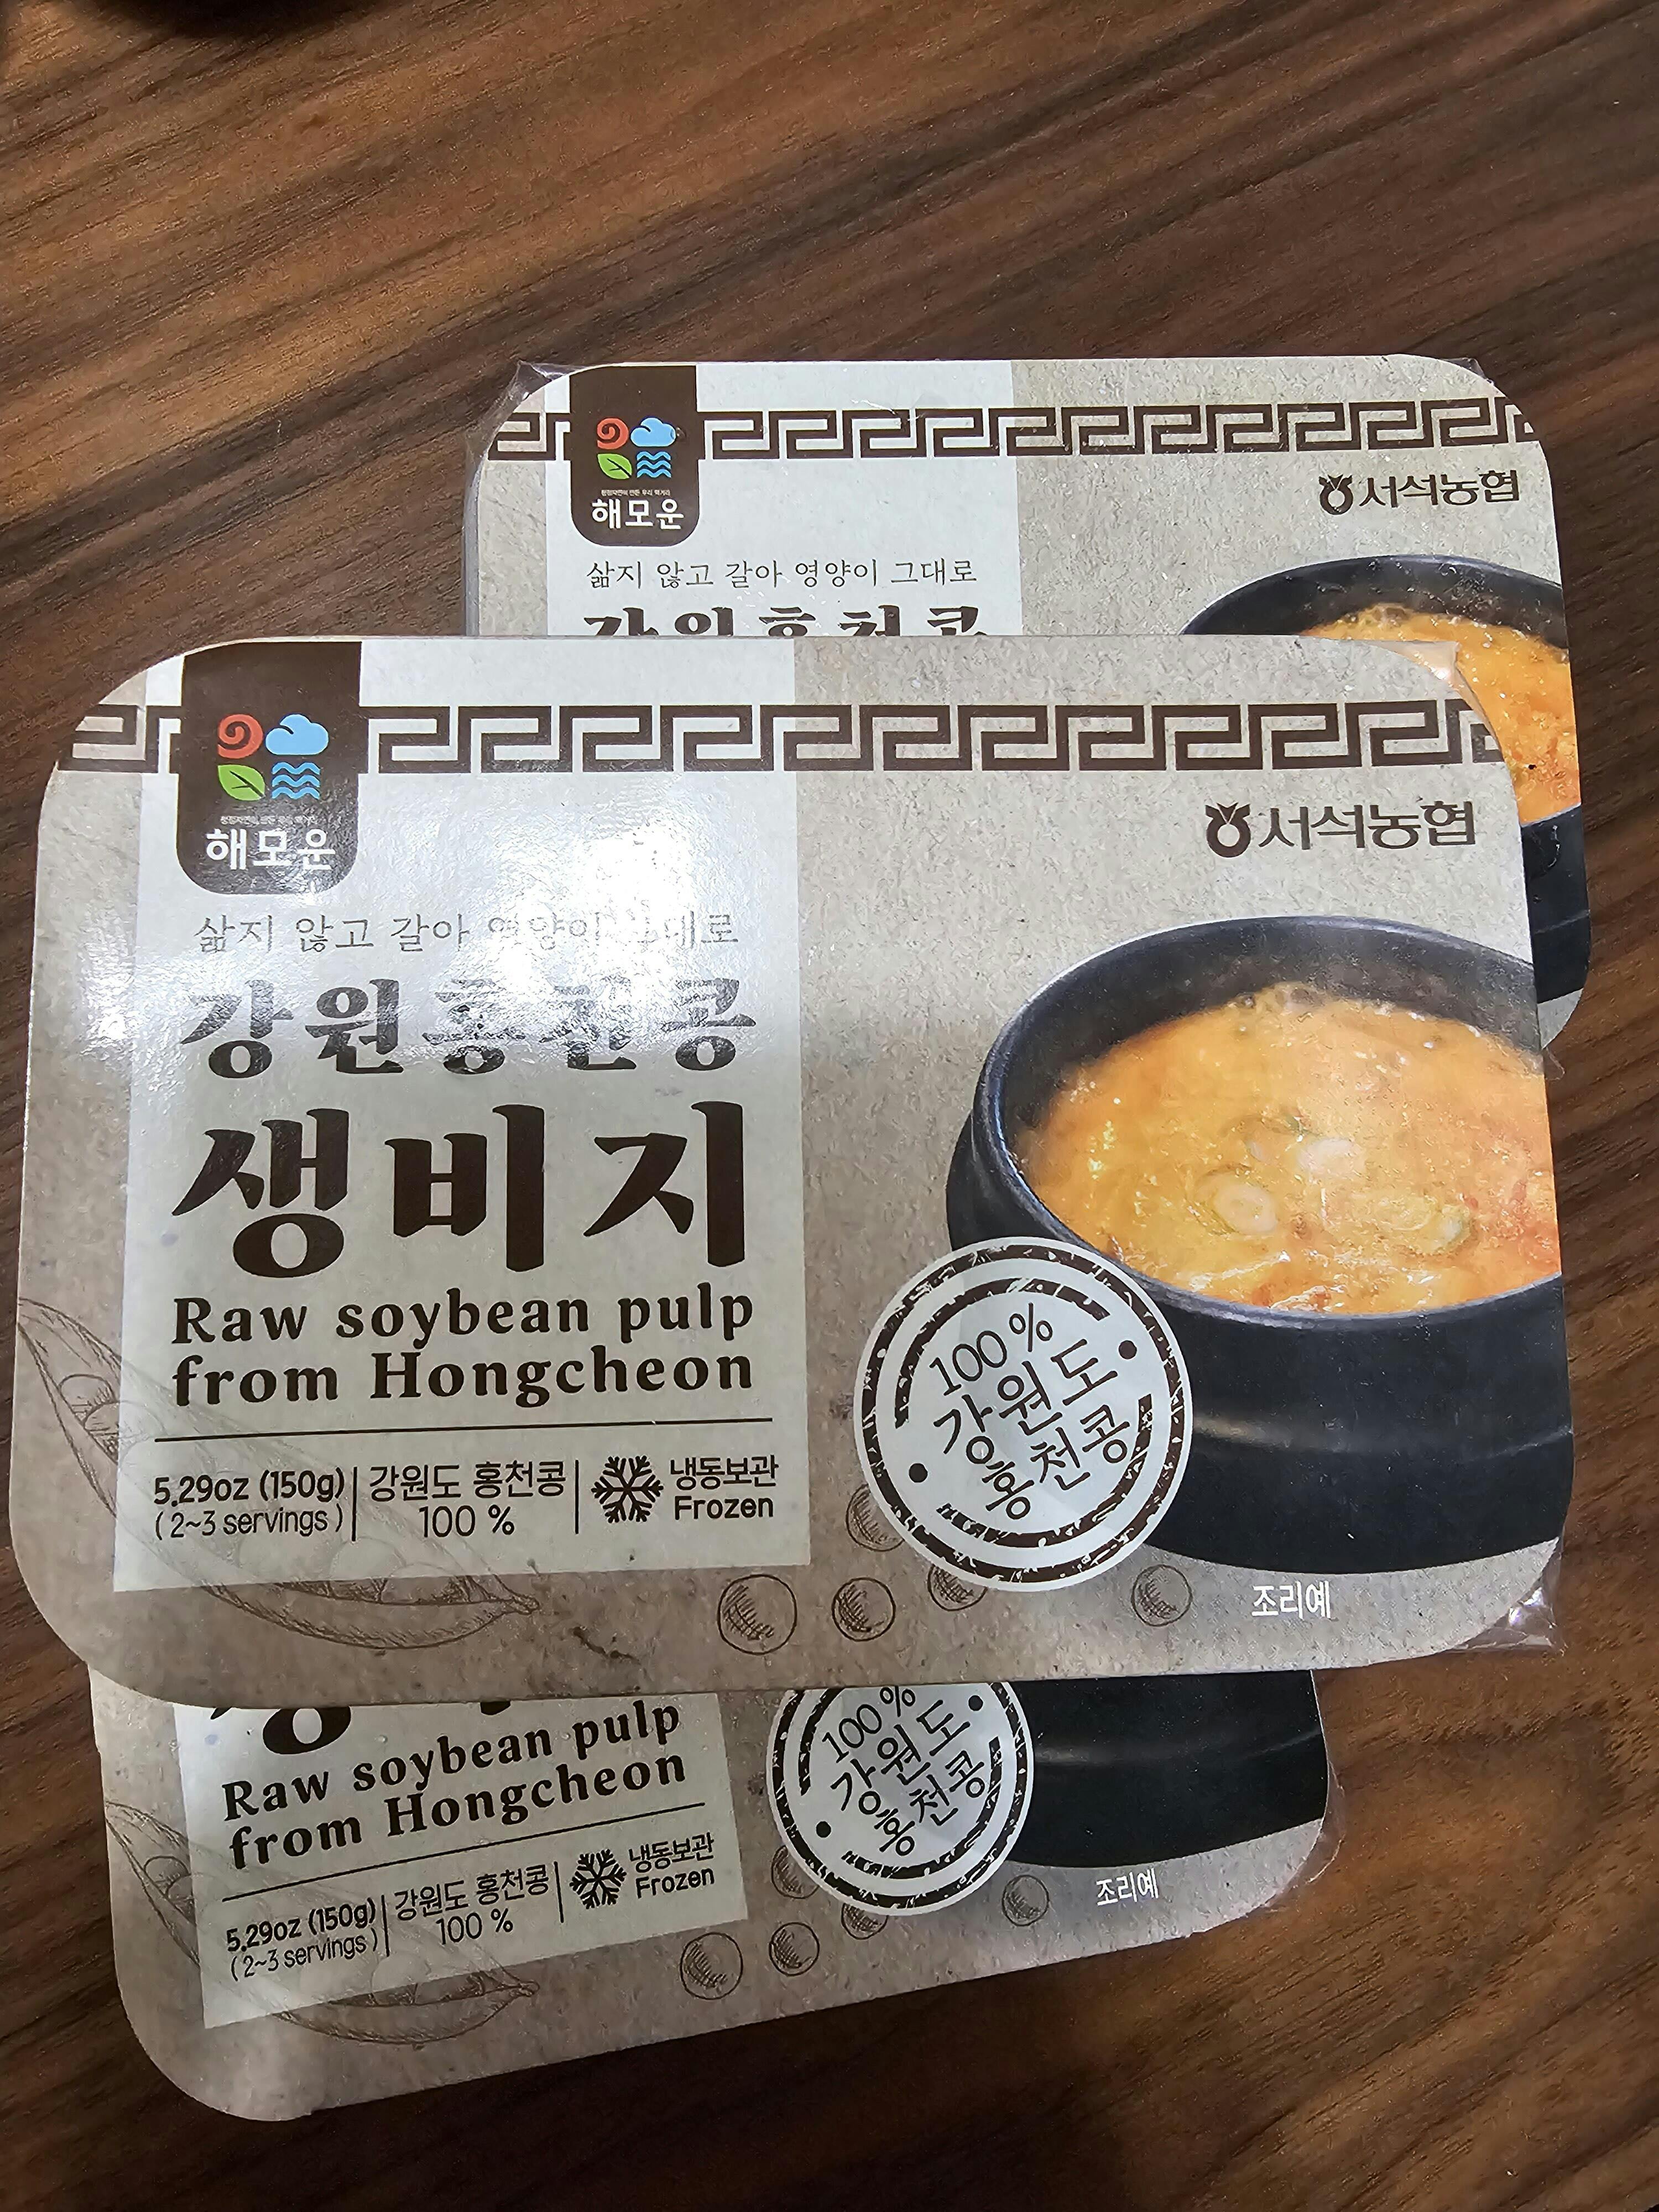 해모운
서석농협
삶지 않고 갈아 영양이 그대로
강원홍천콩
해모운
서석농협
삶지 않고 갈아 영양이 그대로
강원홍천콩
생비지
Raw soybean pulp
from Hongcheon
5.29oz (150g)
(2~3 servings)
강원도 홍천콩
100 %
냉동보관
Frozen
100 %
강원도
홍천콩
조리예
Raw soybean pulp
from Hongcheon
5.29oz (150g)
(2~3 servings)
강원도 홍천콩
100 %
냉동보관
Frozen
100 %
강원도
홍천콩
조리예